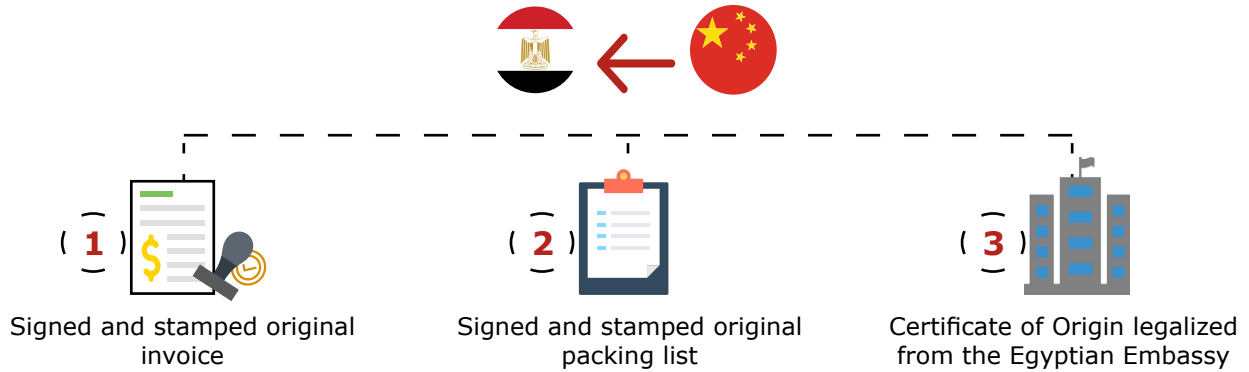 1
Signed and stamped original
invoice
2
Signed and stamped original
packing list
3
Certificate of Origin legalized
from the Egyptian Embassy